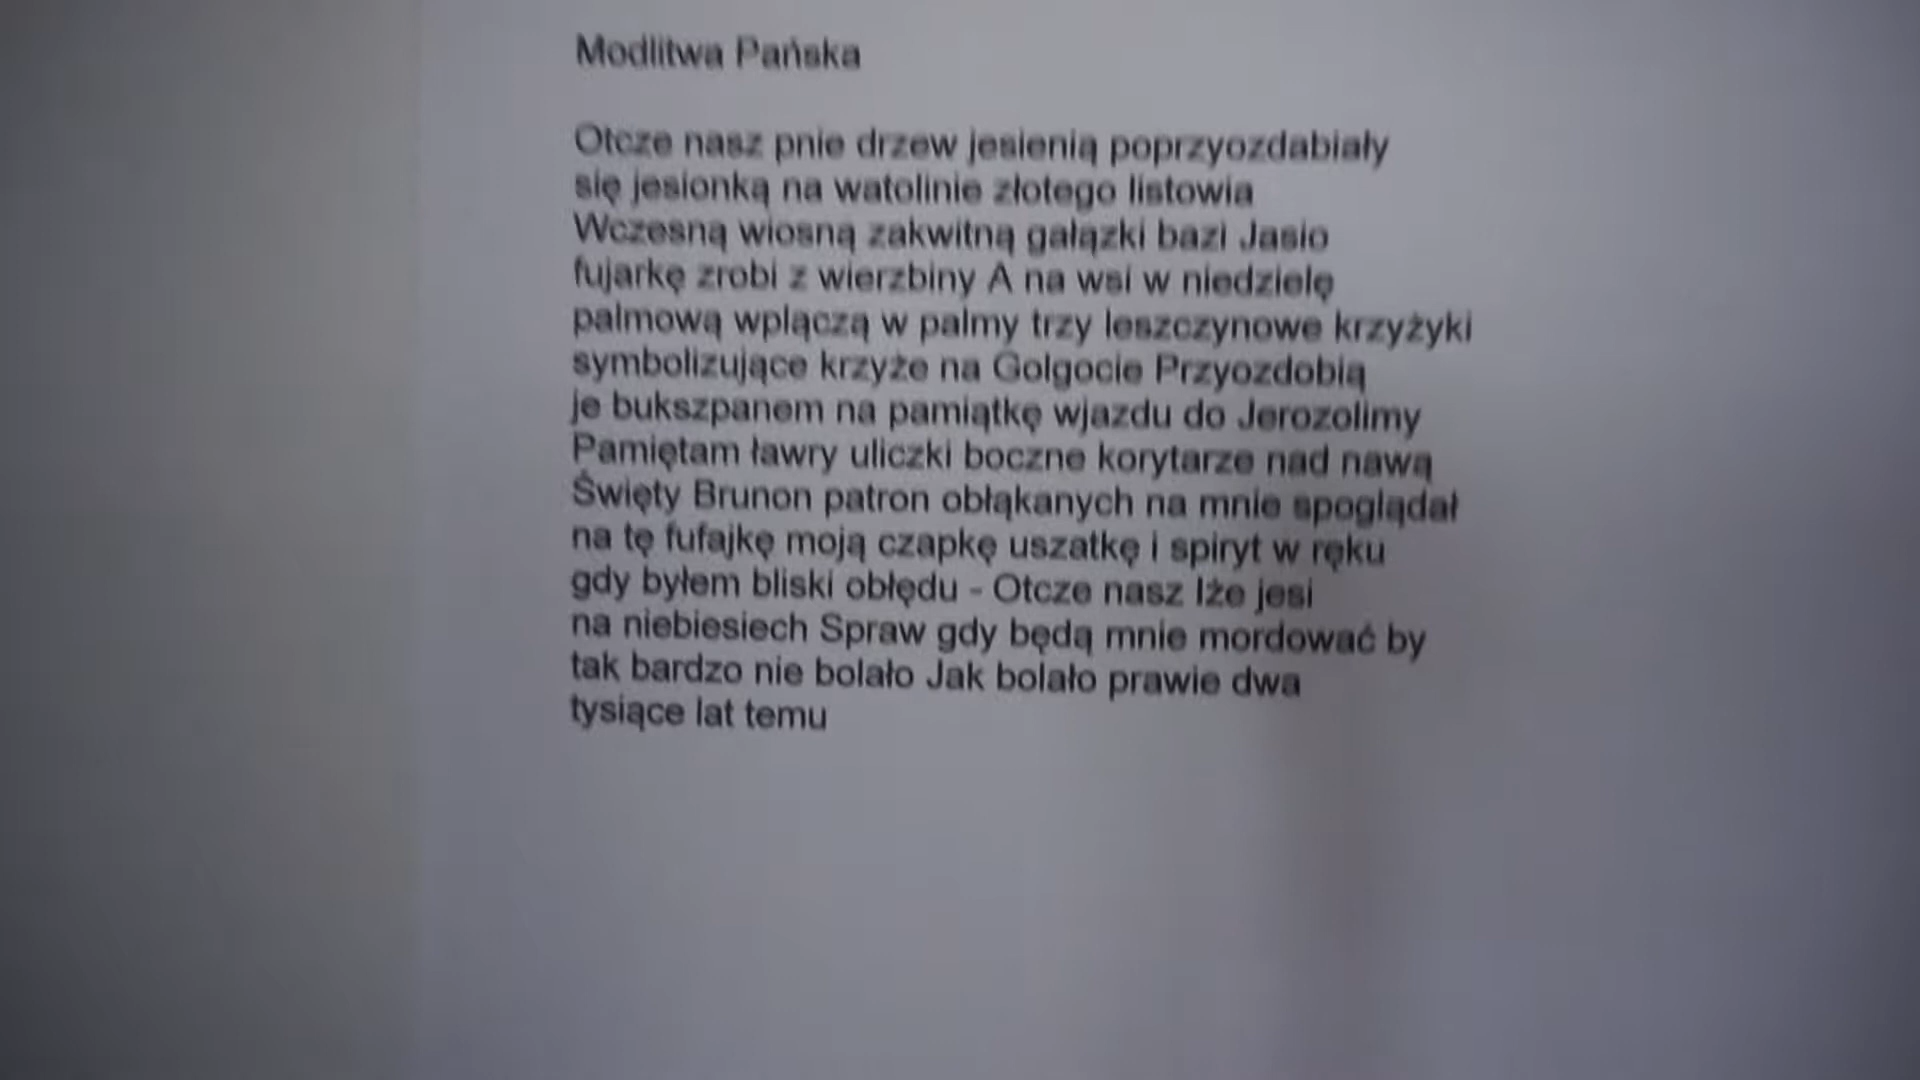 Modlitwa Pańska
Otcze nasz pnie drzew jesienią poprzyozdabiały
się jesionką na watolinie złotego listowia
Wczesną wiosną zakwitną gałązki bazi Jasio
fujarkę zrobi z wierzbiny A na wsi w niedzielę
palmową wplączą w palmy trzy leszczynowe krzyżyki
symbolizujące krzyże na Golgocie Przyozdobią
je bukszpanem na pamiątkę wjazdu do Jerozolimy
Pamiętam ławry uliczki boczne korytarze nad nawą
Święty Brunon patron obłąkanych na mnie spoglądał
na tę fufajkę moją czapkę uszatkę i spiryt w ręku
gdy byłem bliski obłędu - Otcze nasz Iże jesi
na niebiesiech Spraw gdy będą mnie mordować by
tak bardzo nie bolało Jak bolało prawie dwa
tysiące lat temu